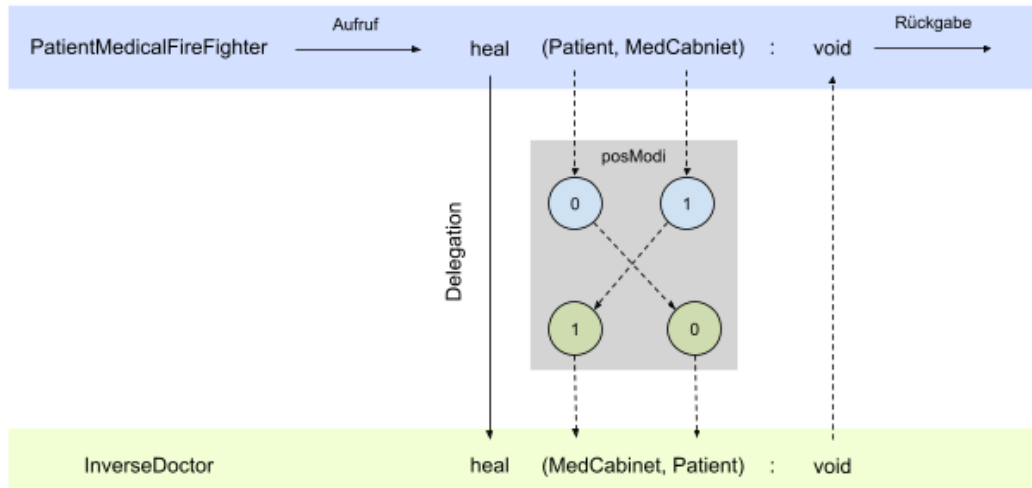 PatientMedicalFireFighter Aufruf heal (Patient, MedCabniet) : void Rückgabe
posModi
0 1
Delegation
1 0
InverseDoctor heal (MedCabinet, Patient) : void